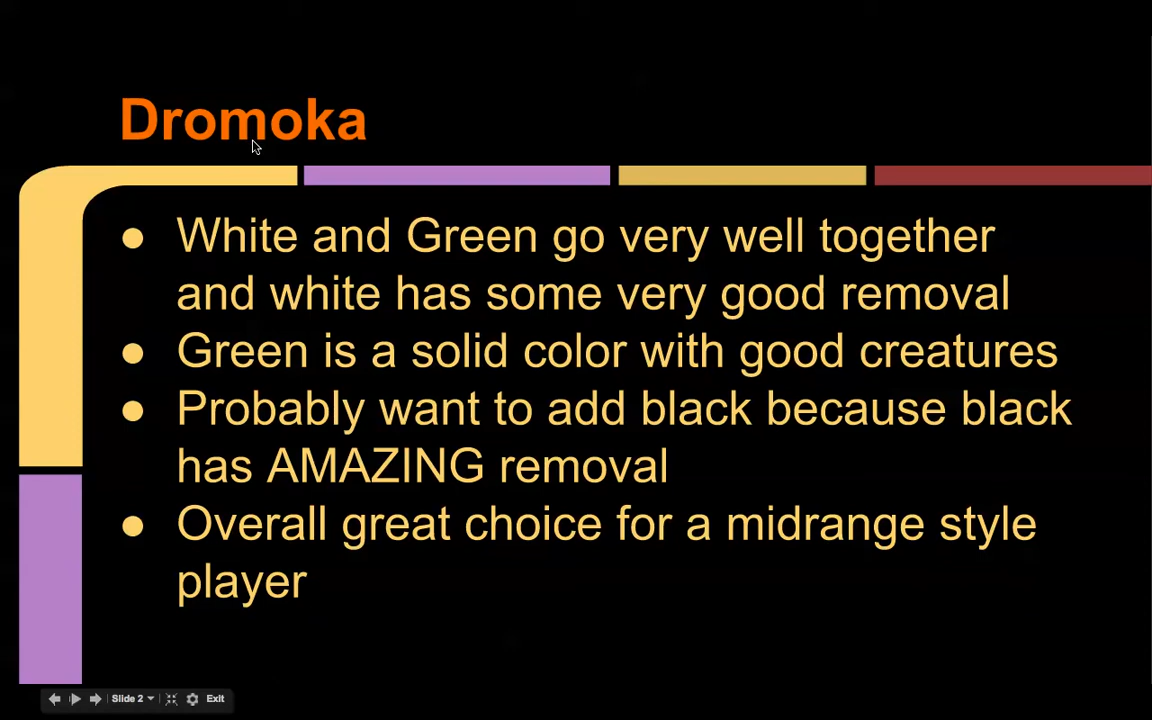 Dromoka
● White and Green go very well together
and white has some very good removal
● Green is a solid color with good creatures
● Probably want to add black because black
has AMAZING removal
● Overall great choice for a midrange style
player
Slide 2 Exit